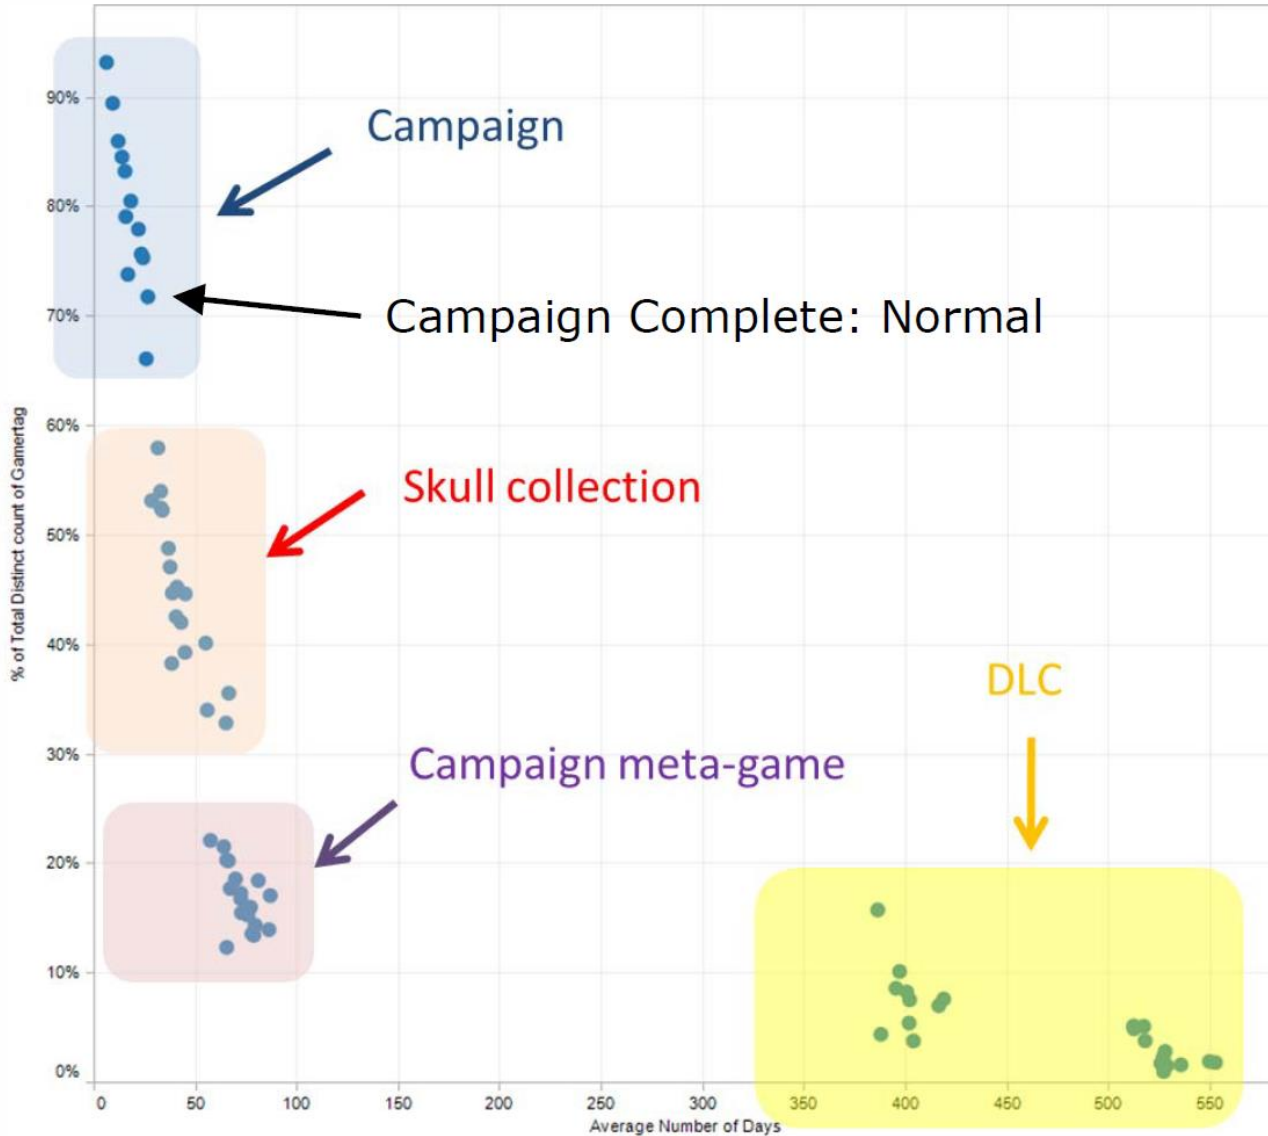 90%
Campaign
80%
Campaign Complete: Normal
70%
% of Total Distinct count of Gamertag
60%
Skull collection
50%
40%
DLC
30%
Campaign meta-game
20%
10%
0%
0 50 100 150 200 250 300 350 400 450 500 550
Average Number of Days